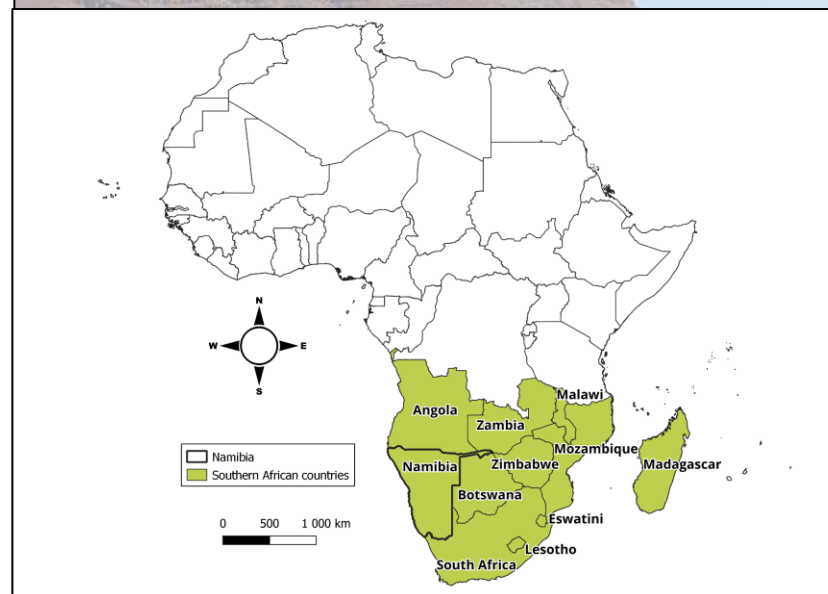 N
W E
S
Angola
Malawi
Zambia
Mozambique
Namibia
Zimbabwe
Madagascar
Botswana
Eswatini
Lesotho
South Africa
Namibia
Southern African countries
0 500 1 000 km